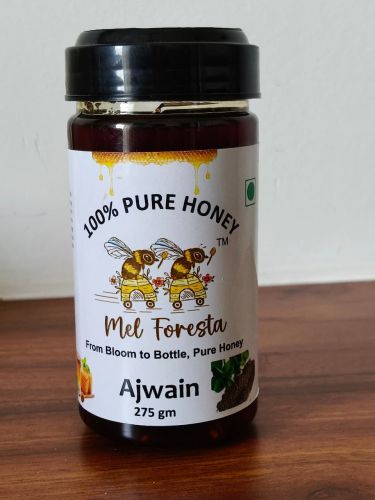 100% PURE HONEY
TM
Mel Foresta
From Bloom to Bottle, Pure Honey
Ajwain
275 gm